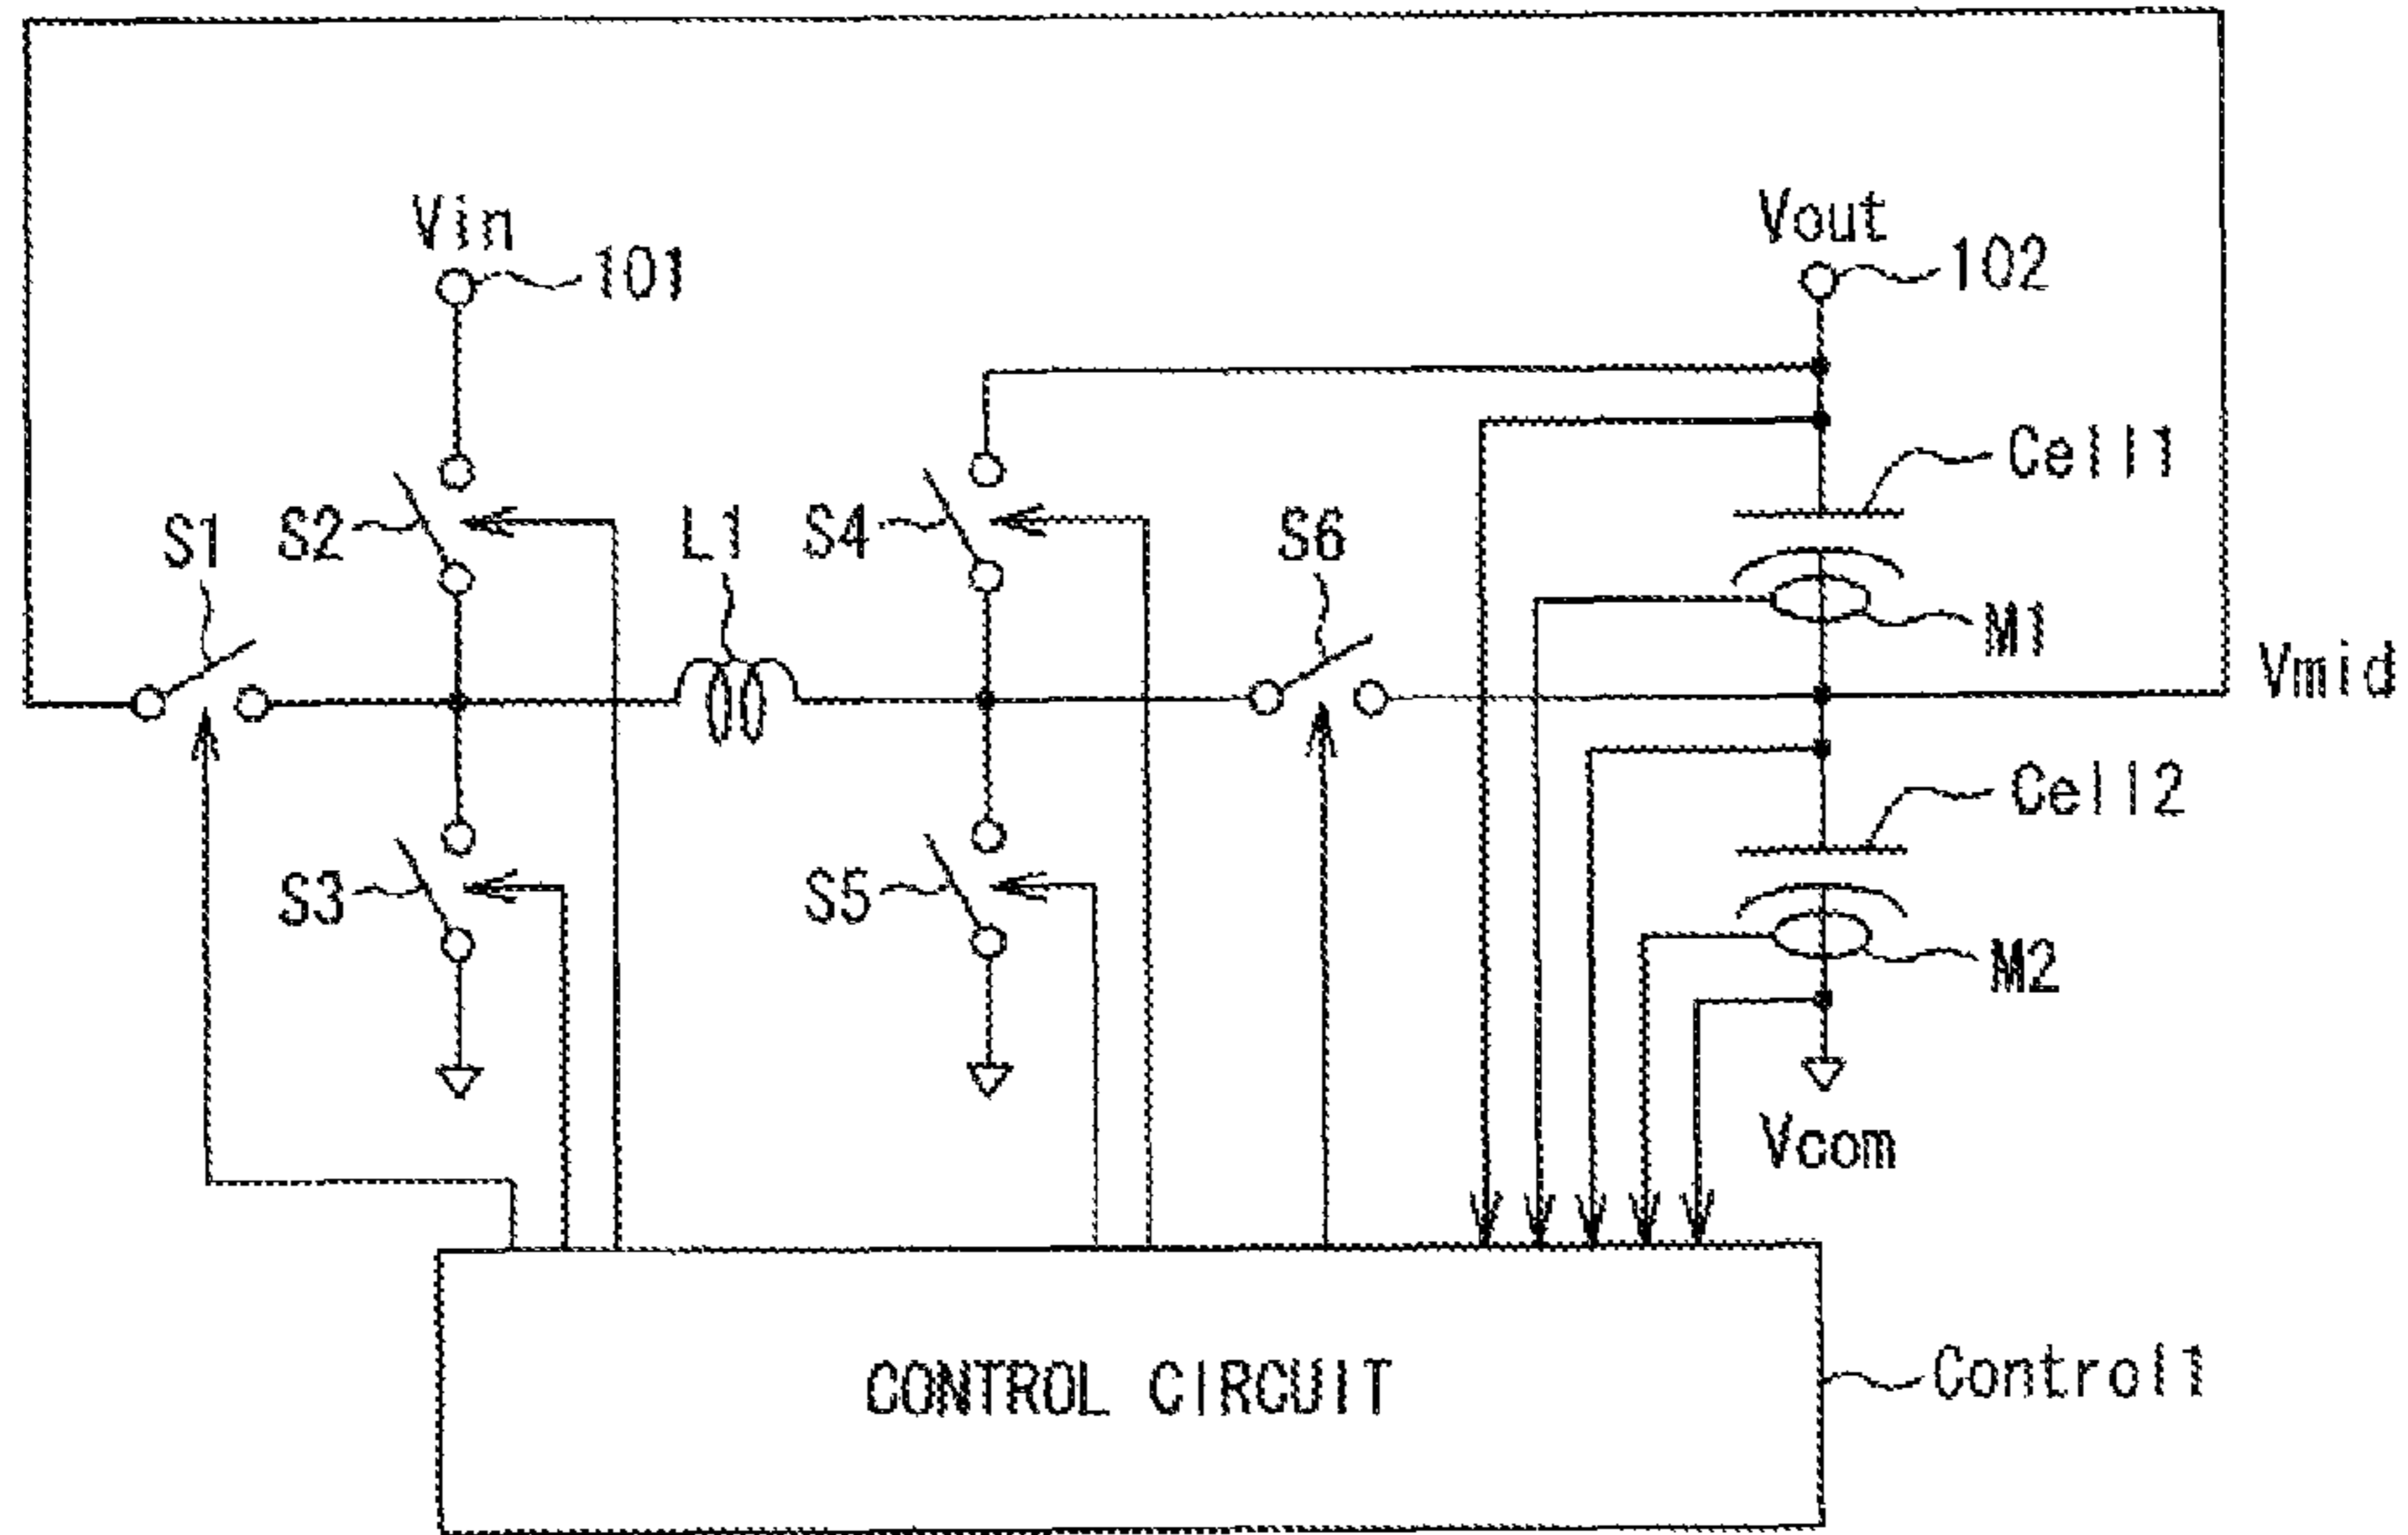 Vin
101
Vout
102
Cell1
S1
S2
L1
S4
S6
M1
Vmid
Cell2
S3
S5
M2
Vcom
CONTROL CIRCUIT
Control1